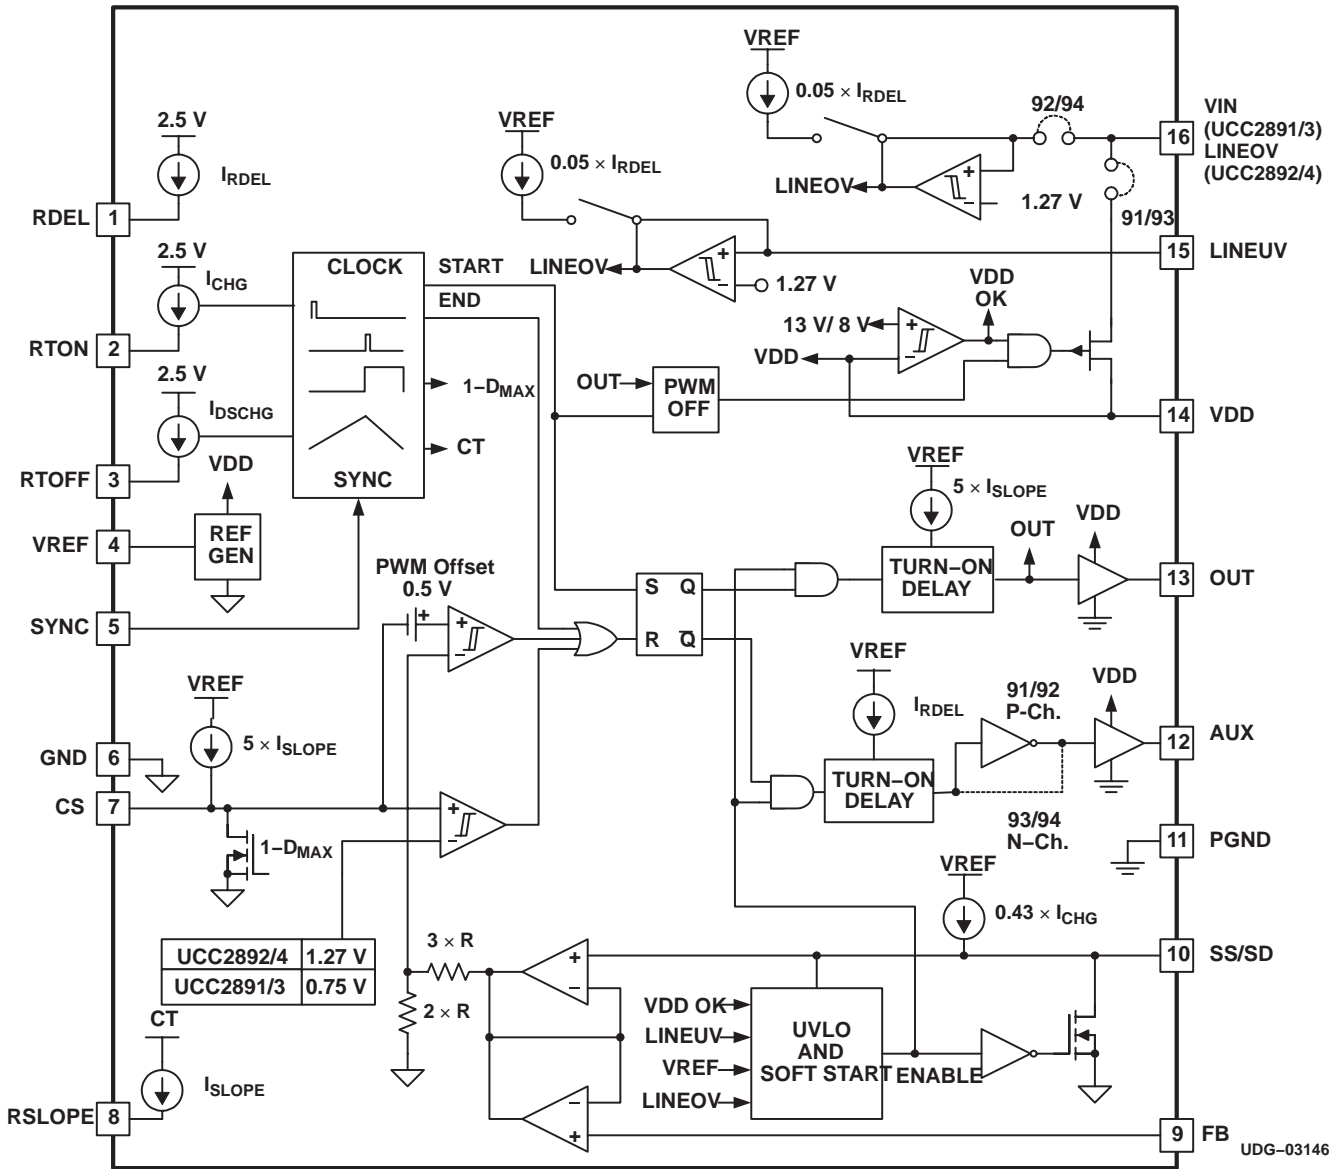 VREF
0.05 × IRDEL
92/94
VIN
(UCC2891/3)
LINEOV
(UCC2892/4)
16
LINEOV
+
−
1.27 V
91/93
2.5 V
IRDEL
RDEL
1
VREF
0.05 × IRDEL
15
LINEUV
LINEOV
+
−
1.27 V
2.5 V
ICHG
RTON
2
CLOCK
START
END
1−DMAX
CT
SYNC
VDD
OK
13 V/ 8 V
+
−
VDD
OUT
PWM
OFF
14
VDD
2.5 V
IDSCHG
RTOFF
3
VDD
VREF
4
REF
GEN
VREF
5 × ISLOPE
TURN−ON
DELAY
OUT
VDD
13
OUT
PWM Offset
0.5 V
+
+
−
SYNC
5
S
Q
R
Q
VREF
IRDEL
TURN−ON
DELAY
91/92
P-Ch.
VDD
12
AUX
93/94
N−Ch.
VREF
5 × ISLOPE
GND
6
CS
7
+
−
1−DMAX
11
PGND
VREF
0.43 × ICHG
UCC2892/4
1.27 V
UCC2891/3
0.75 V
3 × R
2 × R
+
−
10
SS/SD
VDD OK
LINEUV
VREF
LINEOV
UVLO
AND
SOFT START
ENABLE
CT
ISLOPE
RSLOPE
8
−
+
9
FB
UDG−03146